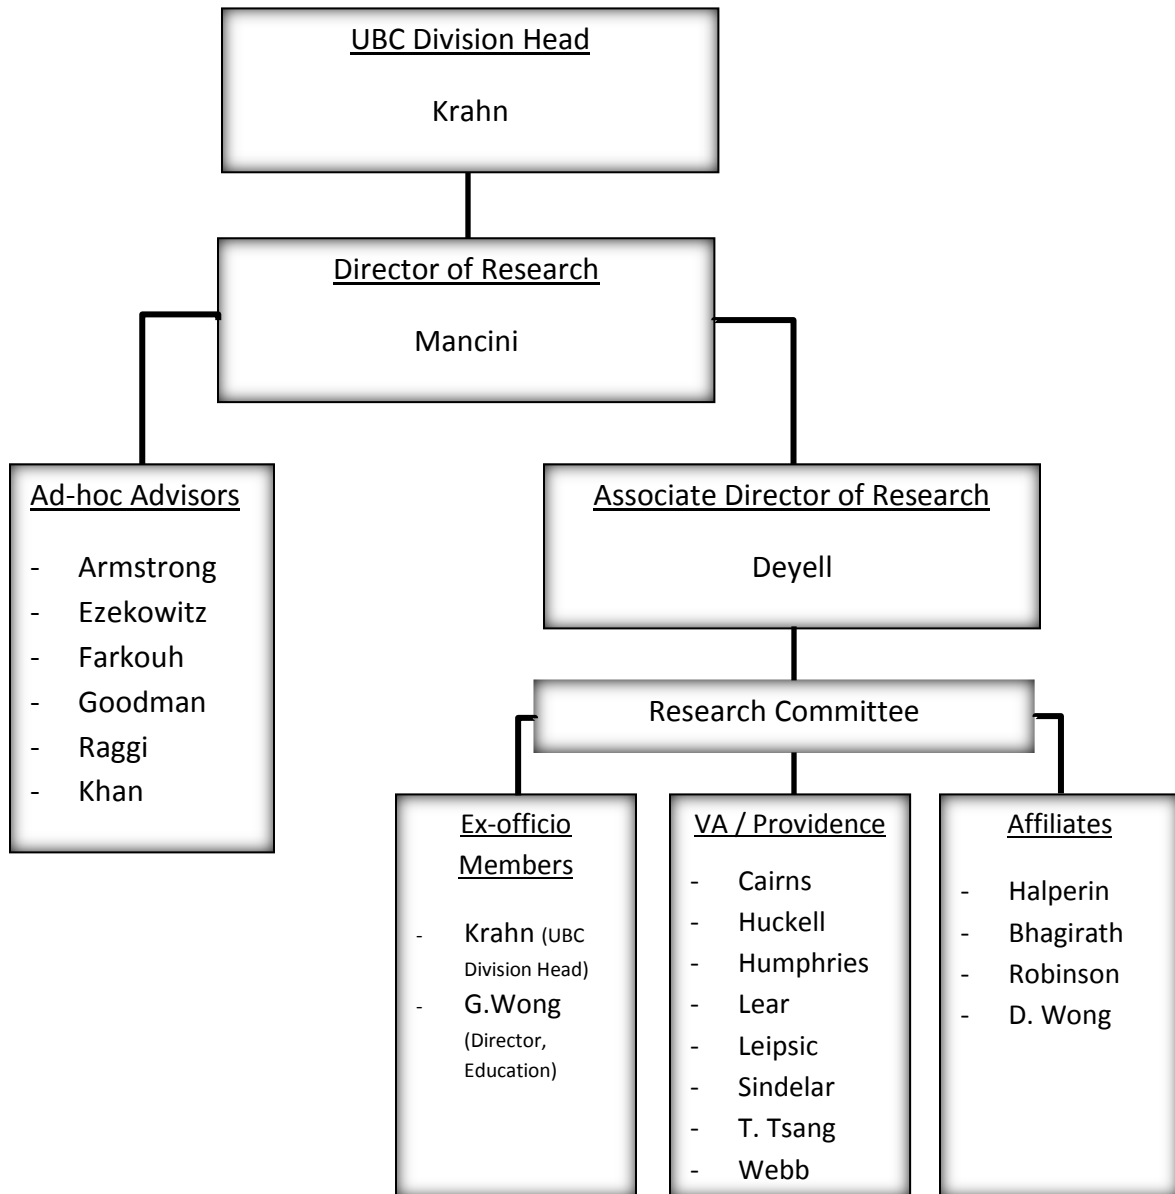 UBC Division Head
Krahn
Director of Research
Mancini
Ad-hoc Advisors
- Armstrong
- Ezekowitz
- Farkouh
- Goodman
- Raggi
- Khan
Associate Director of Research
Deyell
Research Committee
Ex-officio
Members
- Krahn (UBC
Division Head)
- G.Wong
(Director,
Education)
VA / Providence
- Cairns
- Huckell
- Humphries
- Lear
- Leipsic
- Sindelar
- T. Tsang
- Webb
Affiliates
- Halperin
- Bhagirath
- Robinson
- D. Wong